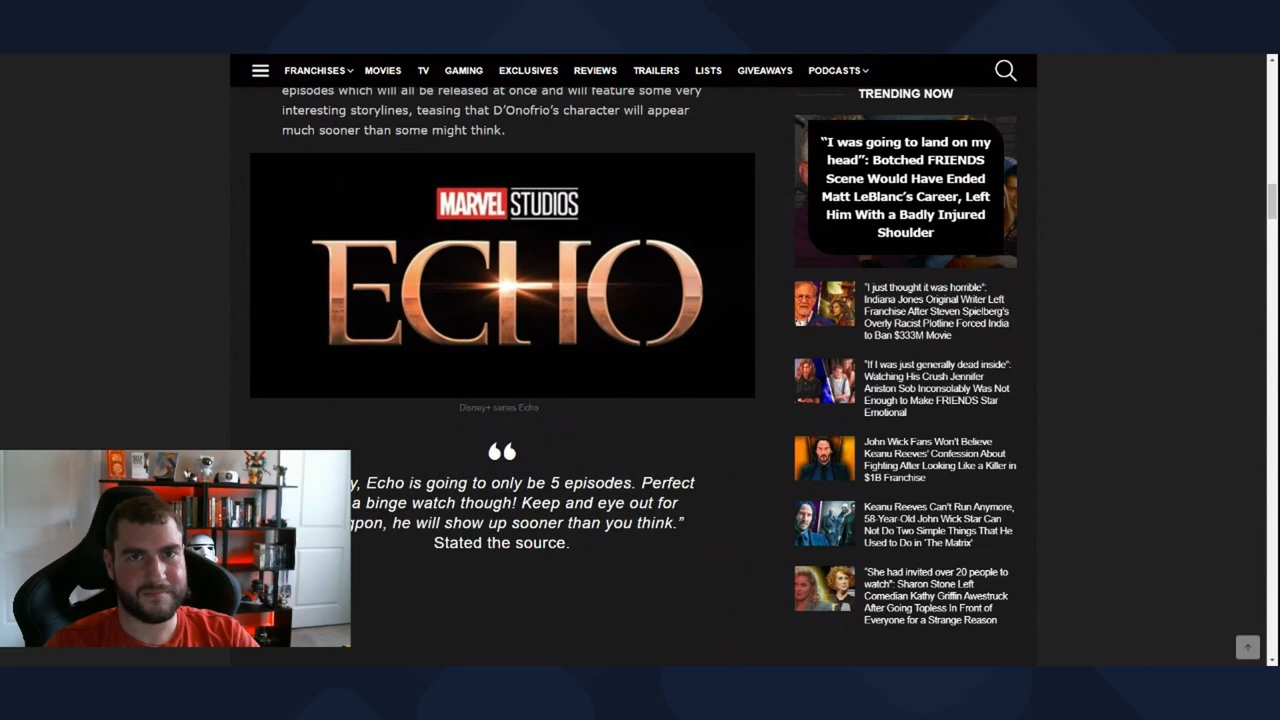 FRANCHISES MOVIES TV GAMING EXCLUSIVES REVIEWS TRAILERS LISTS GIVEAWAYS PODCASTS
episodes which will all be released at once and will feature some very
interesting storylines, teasing that D'Onofrio's character will appear
much sooner than some might think.
MARVEL STUDIOS
ECHO
Disney+ series Echo
y, Echo is going to only be 5 episodes. Perfect
a binge watch though! Keep and eye out for
gpon, he will show up sooner than you think."
Stated the source.
TRENDING NOW
"I was going to land on my
head": Botched FRIENDS
Scene Would Have Ended
Matt LeBlanc's Career, Left
Him With a Badly Injured
Shoulder
"I just thought it was horrible":
Indiana Jones Original Writer Left
Franchise After Steven Spielberg's
Overly Racist Plotline Forced India
to Ban $333M Movie
"If I was just generally dead inside":
Watching His Crush Jennifer
Aniston Sob Inconsolably Was Not
Enough to Make FRIENDS Star
Emotional
John Wick Fans Won't Believe
Keanu Reeves' Confession About
Fighting After Looking Like a Killer in
$1B Franchise
Keanu Reeves Can't Run Anymore,
58-Year-Old John Wick Star Can
Not Do Two Simple Things That He
Used to Do in 'The Matrix'
"She had invited over 20 people to
watch": Sharon Stone Left
Comedian Kathy Griffin Awestruck
After Going Topless In Front of
Everyone for a Strange Reason